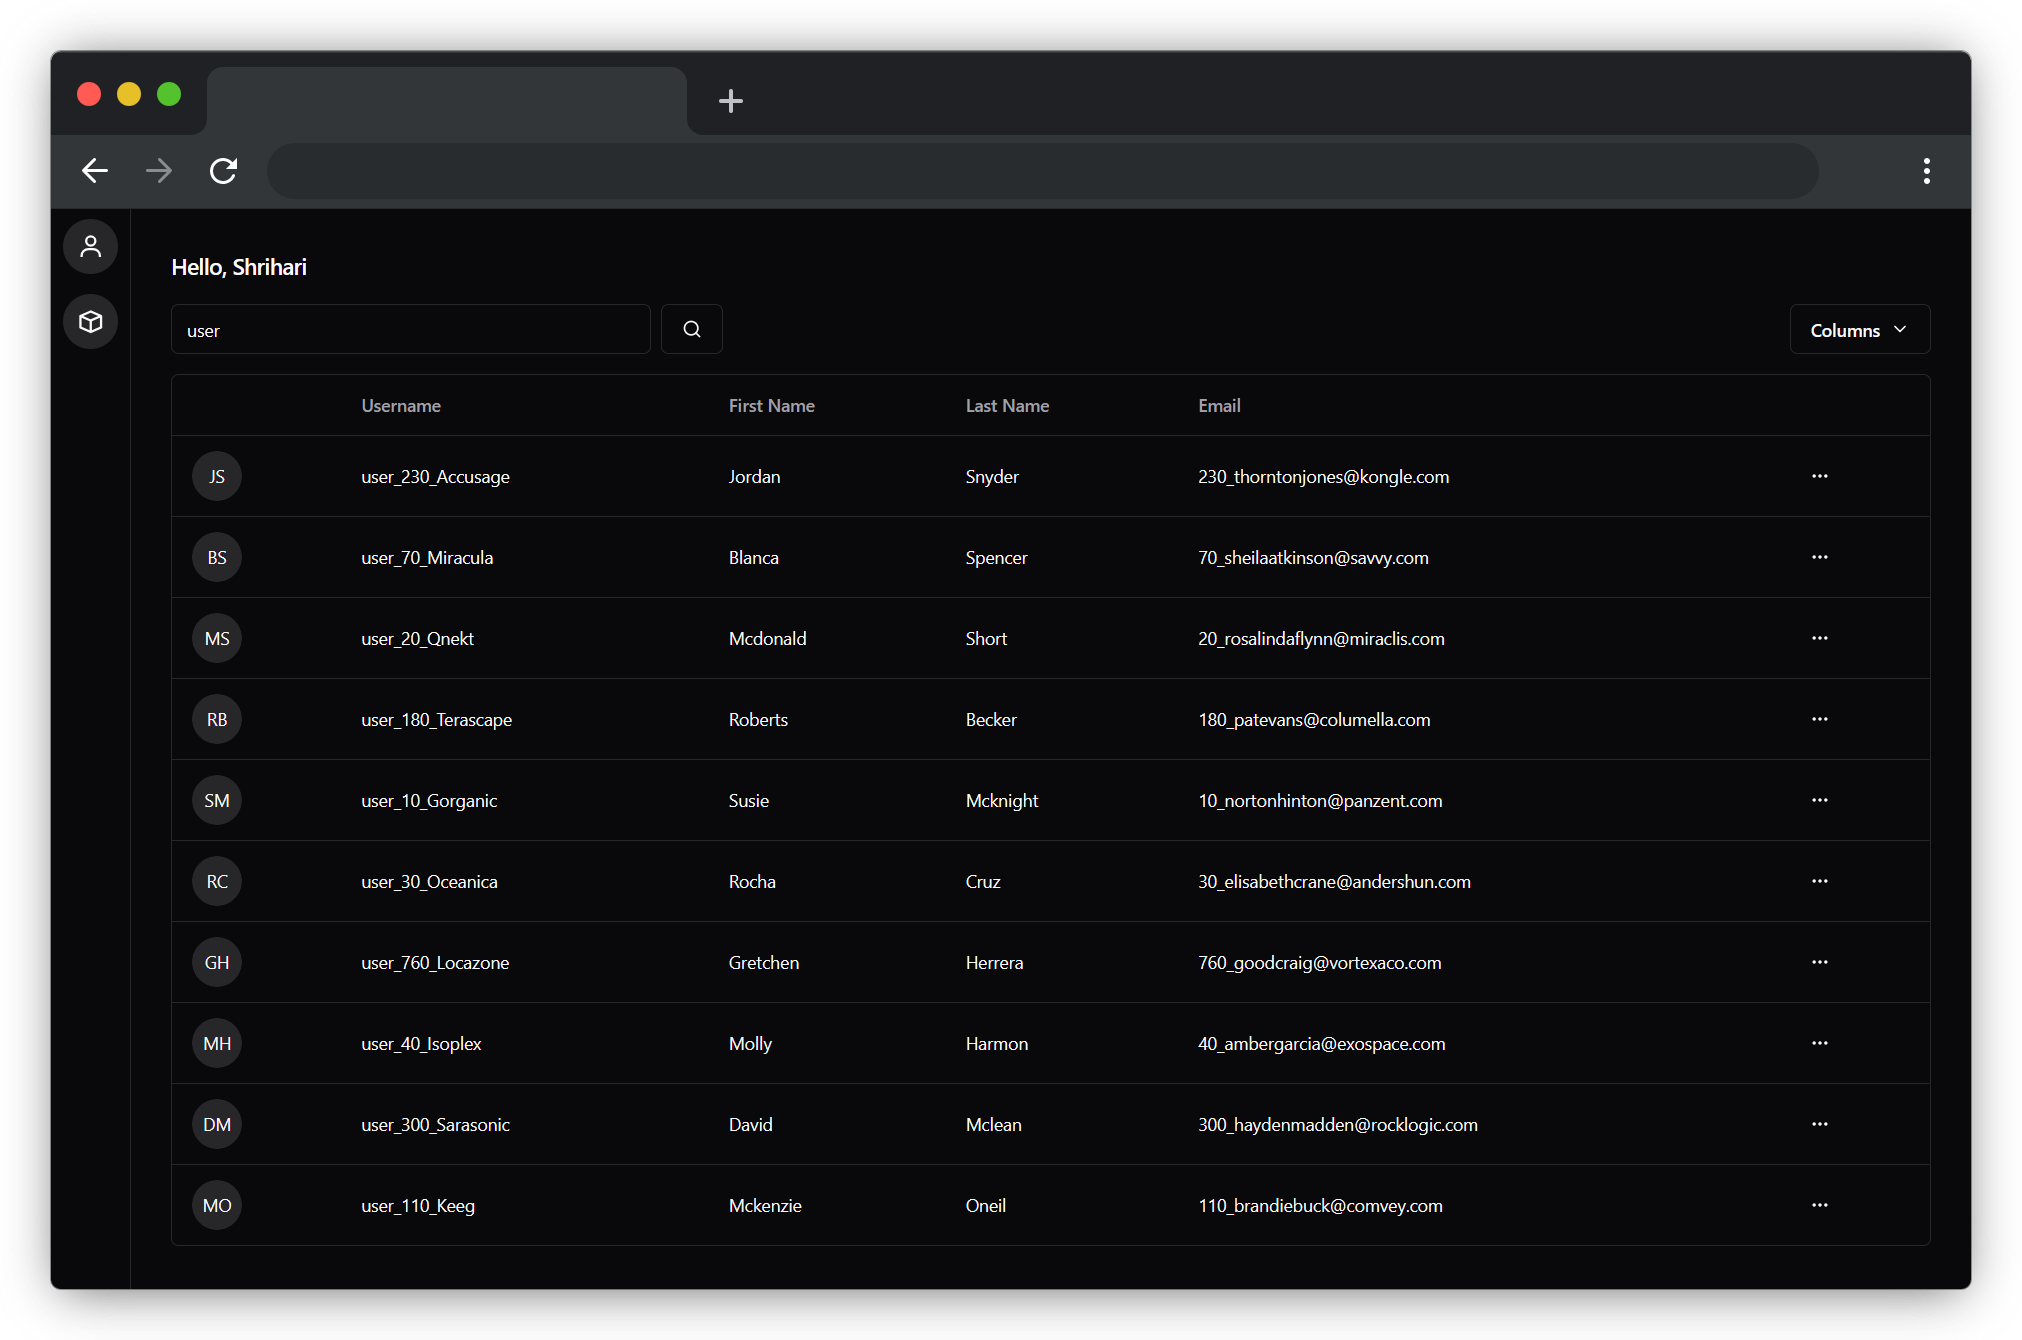 Hello, Shrihari
user
Columns
Username First Name Last Name Email
JS user_230_Accusage Jordan Snyder 230_thorntonjones@kongle.com
BS user_70_Miracula Blanca Spencer 70_sheilaatkinson@savvy.com
MS user_20_Qnekt Mcdonald Short 20_rosalindaflynn@miraclis.com
RB user_180_Terascape Roberts Becker 180_patevans@columella.com
SM user_10_Gorganic Susie Mcknight 10_nortonhinton@panzent.com
RC user_30_Oceanica Rocha Cruz 30_elisabethcrane@andershun.com
GH user_760_Locazone Gretchen Herrera 760_goodcraig@vortexaco.com
MH user_40_Isoplex Molly Harmon 40_ambergarcia@exospace.com
DM user_300_Sarasonic David Mclean 300_haydenmadden@rocklogic.com
MO user_110_Keeg Mckenzie Oneil 110_brandiebuck@comvey.com